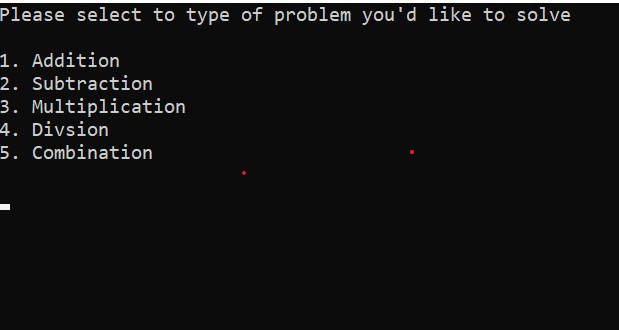 Please select to type of problem you'd like to solve
1. Addition
2. Subtraction
3. Multiplication
4. Divsion
5. Combination